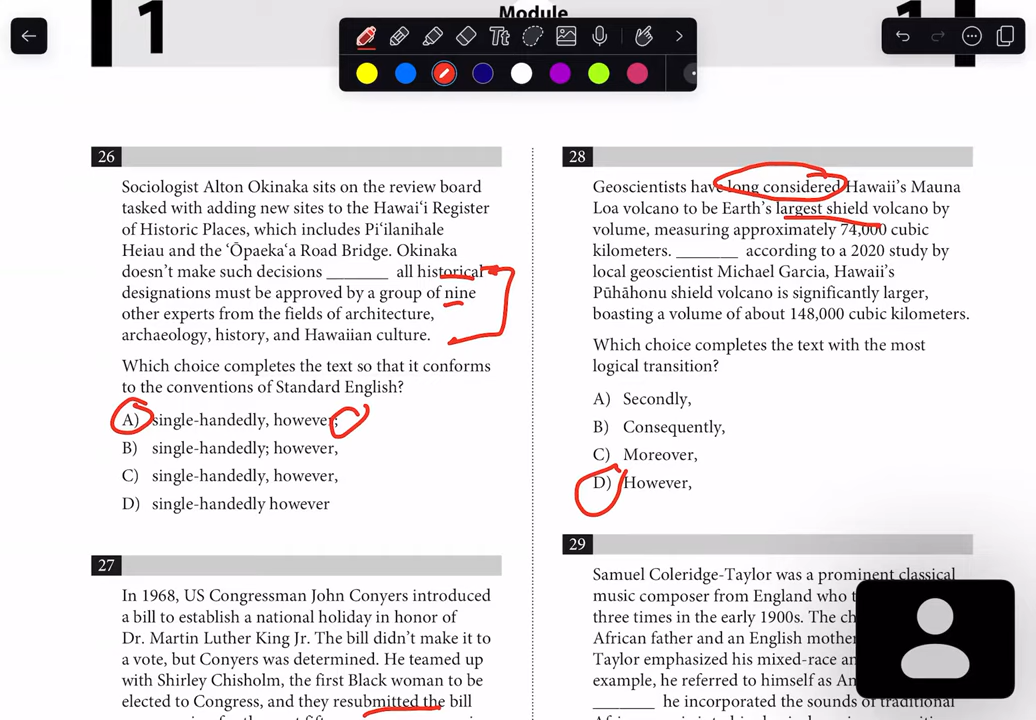 1
Module
1
Tt
26
Sociologist Alton Okinaka sits on the review board
tasked with adding new sites to the Hawai‘i Register
of Historic Places, which includes Pi‘ilanihale
Heiau and the ‘Ōpaeka‘a Road Bridge. Okinaka
doesn’t make such decisions _______ all historical
designations must be approved by a group of nine
other experts from the fields of architecture,
archaeology, history, and Hawaiian culture.
Which choice completes the text so that it conforms
to the conventions of Standard English?
A) single-handedly, however;
B) single-handedly; however,
C) single-handedly, however,
D) single-handedly however
27
In 1968, US Congressman John Conyers introduced
a bill to establish a national holiday in honor of
Dr. Martin Luther King Jr. The bill didn’t make it to
a vote, but Conyers was determined. He teamed up
with Shirley Chisholm, the first Black woman to be
elected to Congress, and they resubmitted the bill
28
Geoscientists have long considered Hawaii’s Mauna
Loa volcano to be Earth’s largest shield volcano by
volume, measuring approximately 74,000 cubic
kilometers. _______ according to a 2020 study by
local geoscientist Michael Garcia, Hawaii’s
Pūhāhonu shield volcano is significantly larger,
boasting a volume of about 148,000 cubic kilometers.
Which choice completes the text with the most
logical transition?
A) Secondly,
B) Consequently,
C) Moreover,
D) However,
29
Samuel Coleridge-Taylor was a prominent classical
music composer from England who
three times in the early 1900s. The
African father and an English mother
Taylor emphasized his mixed-race
example, he referred to himself as
_______ he incorporated the sounds of traditional